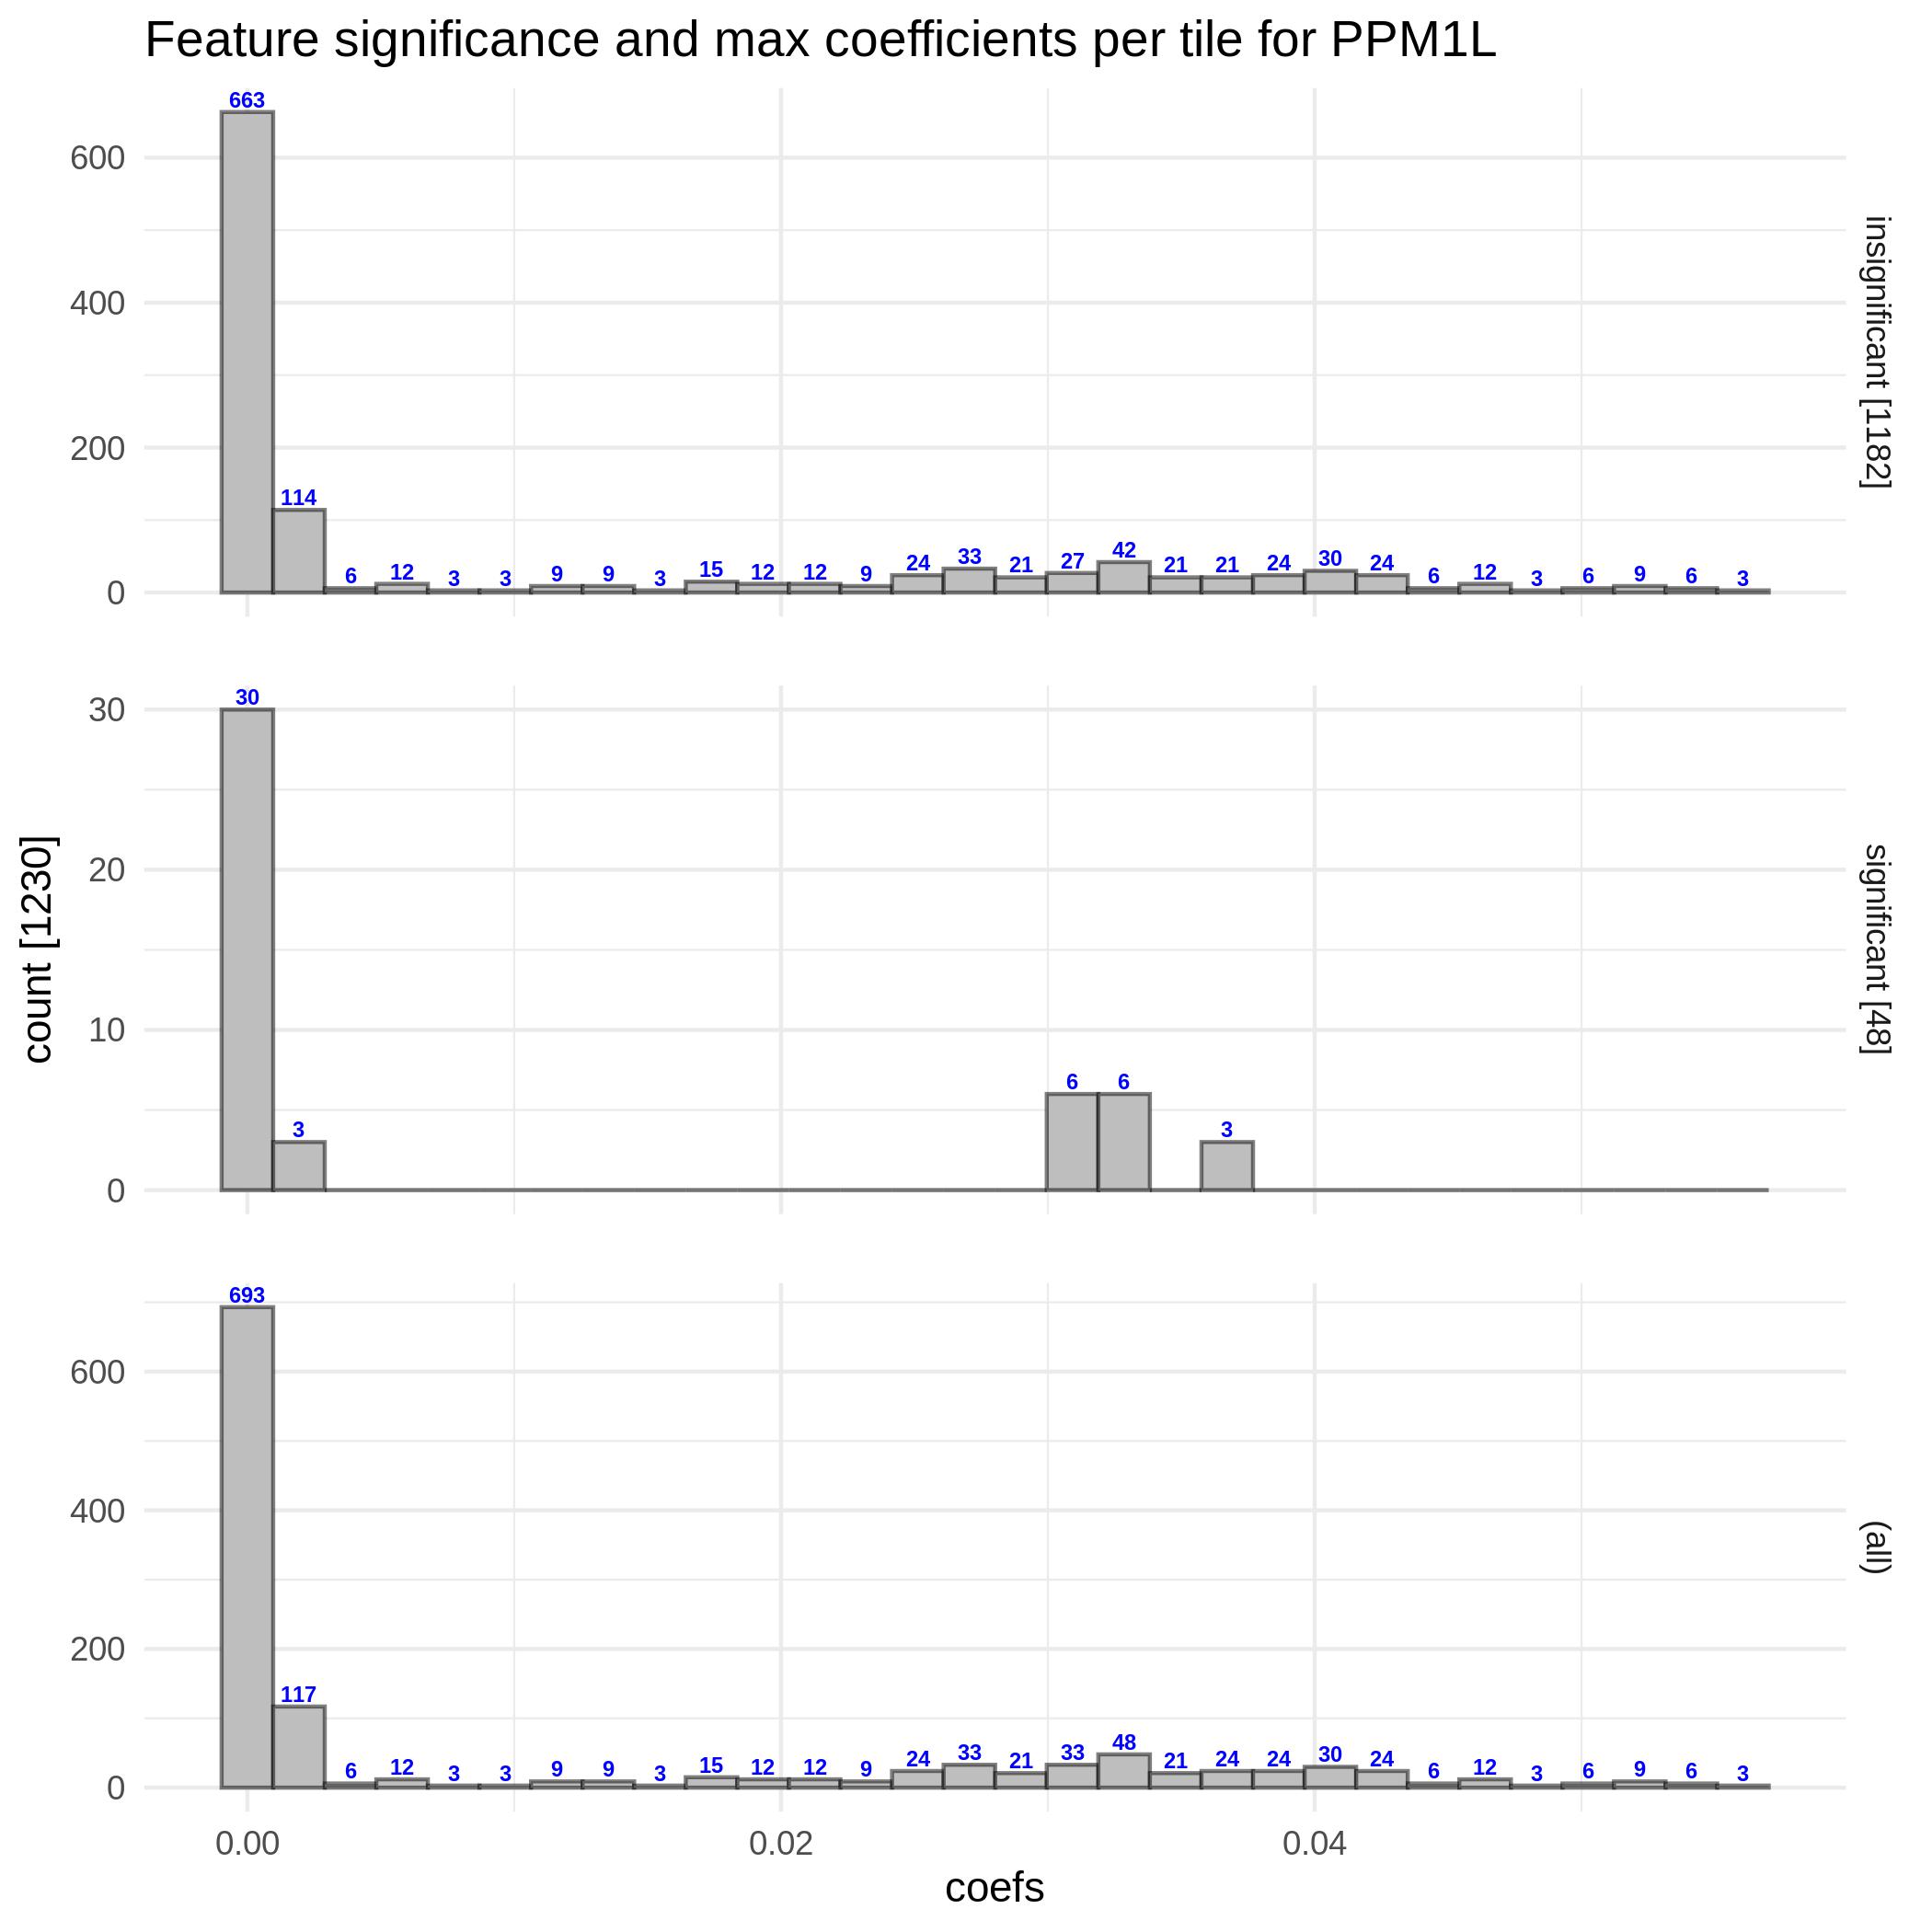 Feature significance and max coefficients per tile for PPM1L
663
600
400
200
0
114
6 12 3 3 9 9 3 15 12 12 9 24 33 21 27 42 21 21 24 30 24 6 12 3 6 9 6 3
insignificant [1182]
count [1230]
30
30
20
10
0
3
6 6
3
significant [48]
693
600
400
200
0
117
6 12 3 3 9 9 3 15 12 12 9 24 33 21 33 48 21 24 24 30 24 6 12 3 6 9 6 3
(all)
0.00 0.02 0.04
coefs